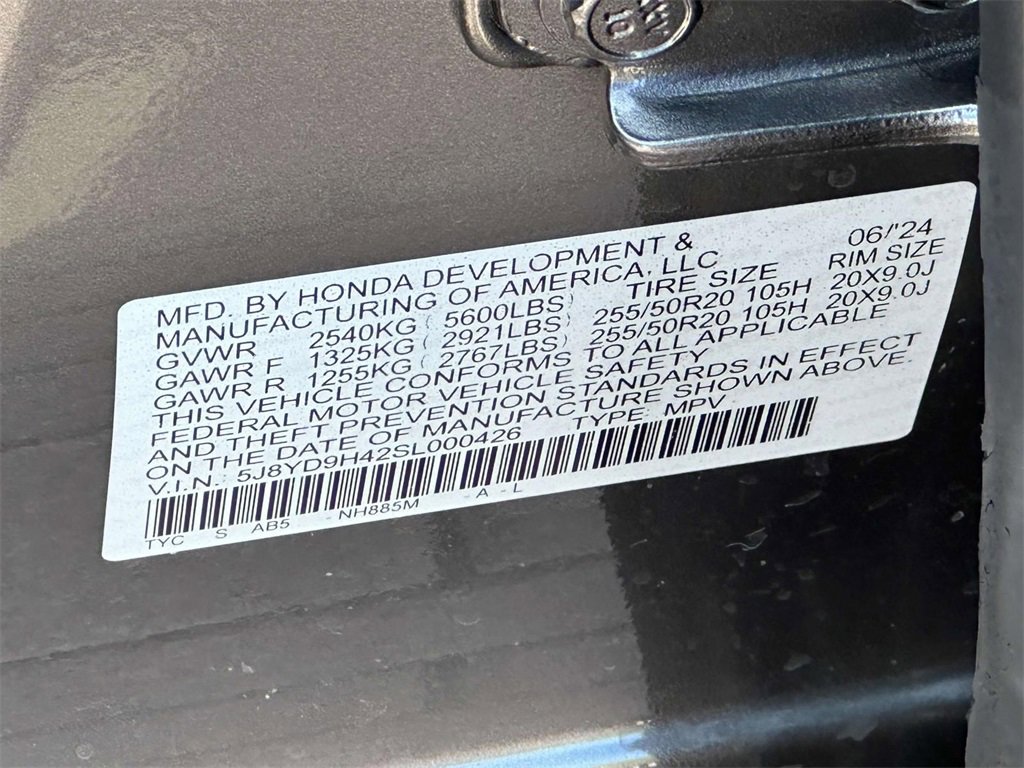 10
MFD. BY HONDA DEVELOPMENT & 06/'24
MANUFACTURING OF AMERICA, LLC RIM SIZE
GVWR 2540KG ( 5600LBS) TIRE SIZE
GAWR F 1325KG ( 2921LBS) 255/50R20 105H 20X9.0J
GAWR R 1255KG ( 2767LBS) 255/50R20 105H 20X9.0J
THIS VEHICLE CONFORMS TO ALL APPLICABLE
FEDERAL MOTOR VEHICLE SAFETY
AND THEFT PREVENTION STANDARDS IN EFFECT
ON THE DATE OF MANUFACTURE SHOWN ABOVE.
V.I.N.: 5J8YD9H42SL000426 TYPE: MPV
TYC S AB5 - NH885M - A - L